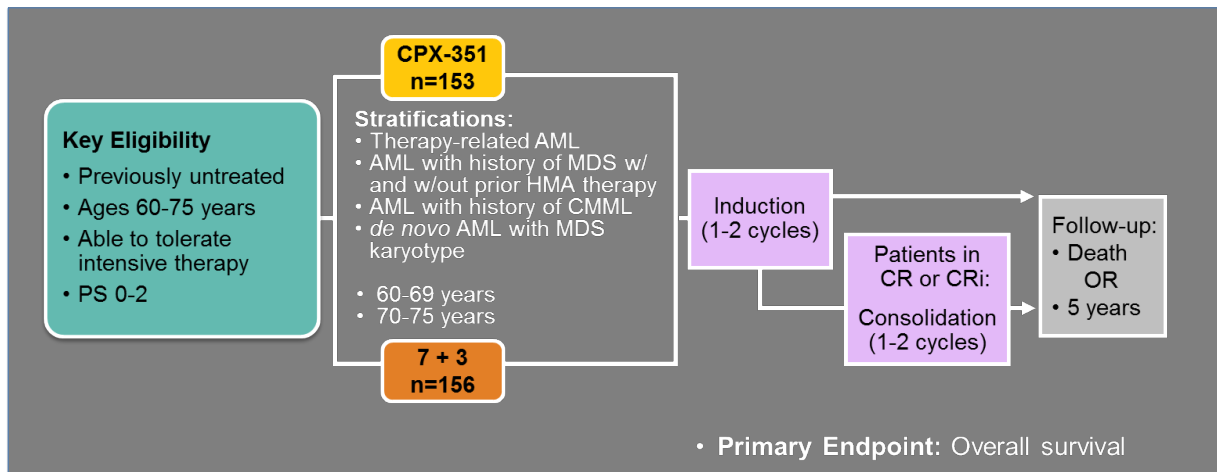 Key Eligibility
• Previously untreated
• Ages 60-75 years
• Able to tolerate
intensive therapy
• PS 0-2
CPX-351
n=153
Stratifications:
• Therapy-related AML
• AML with history of MDS w/
and w/out prior HMA therapy
• AML with history of CMML
• de novo AML with MDS
karyotype
• 60-69 years
• 70-75 years
7 + 3
n=156
Induction
(1-2 cycles)
Patients in
CR or CRi:
Consolidation
(1-2 cycles)
Follow-up:
• Death
OR
• 5 years
• Primary Endpoint: Overall survival